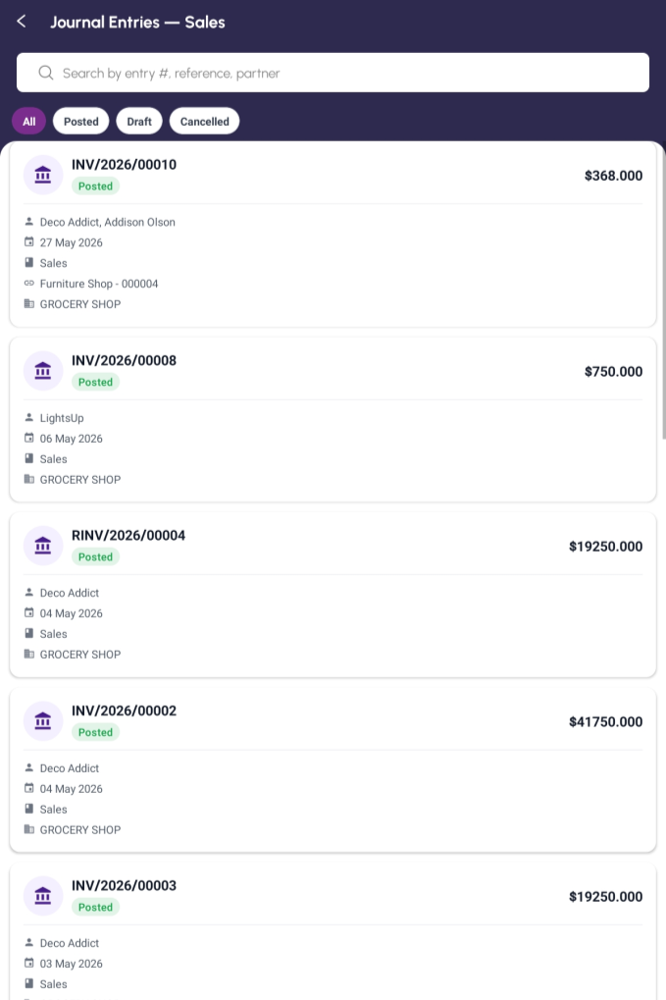 Journal Entries — Sales
Search by entry #, reference, partner
All Posted Draft Cancelled
INV/2026/00010
Posted
$368.000
Deco Addict, Addison Olson
27 May 2026
Sales
Furniture Shop - 000004
GROCERY SHOP
INV/2026/00008
Posted
$750.000
LightsUp
06 May 2026
Sales
GROCERY SHOP
RINV/2026/00004
Posted
$19250.000
Deco Addict
04 May 2026
Sales
GROCERY SHOP
INV/2026/00002
Posted
$41750.000
Deco Addict
04 May 2026
Sales
GROCERY SHOP
INV/2026/00003
Posted
$19250.000
Deco Addict
03 May 2026
Sales